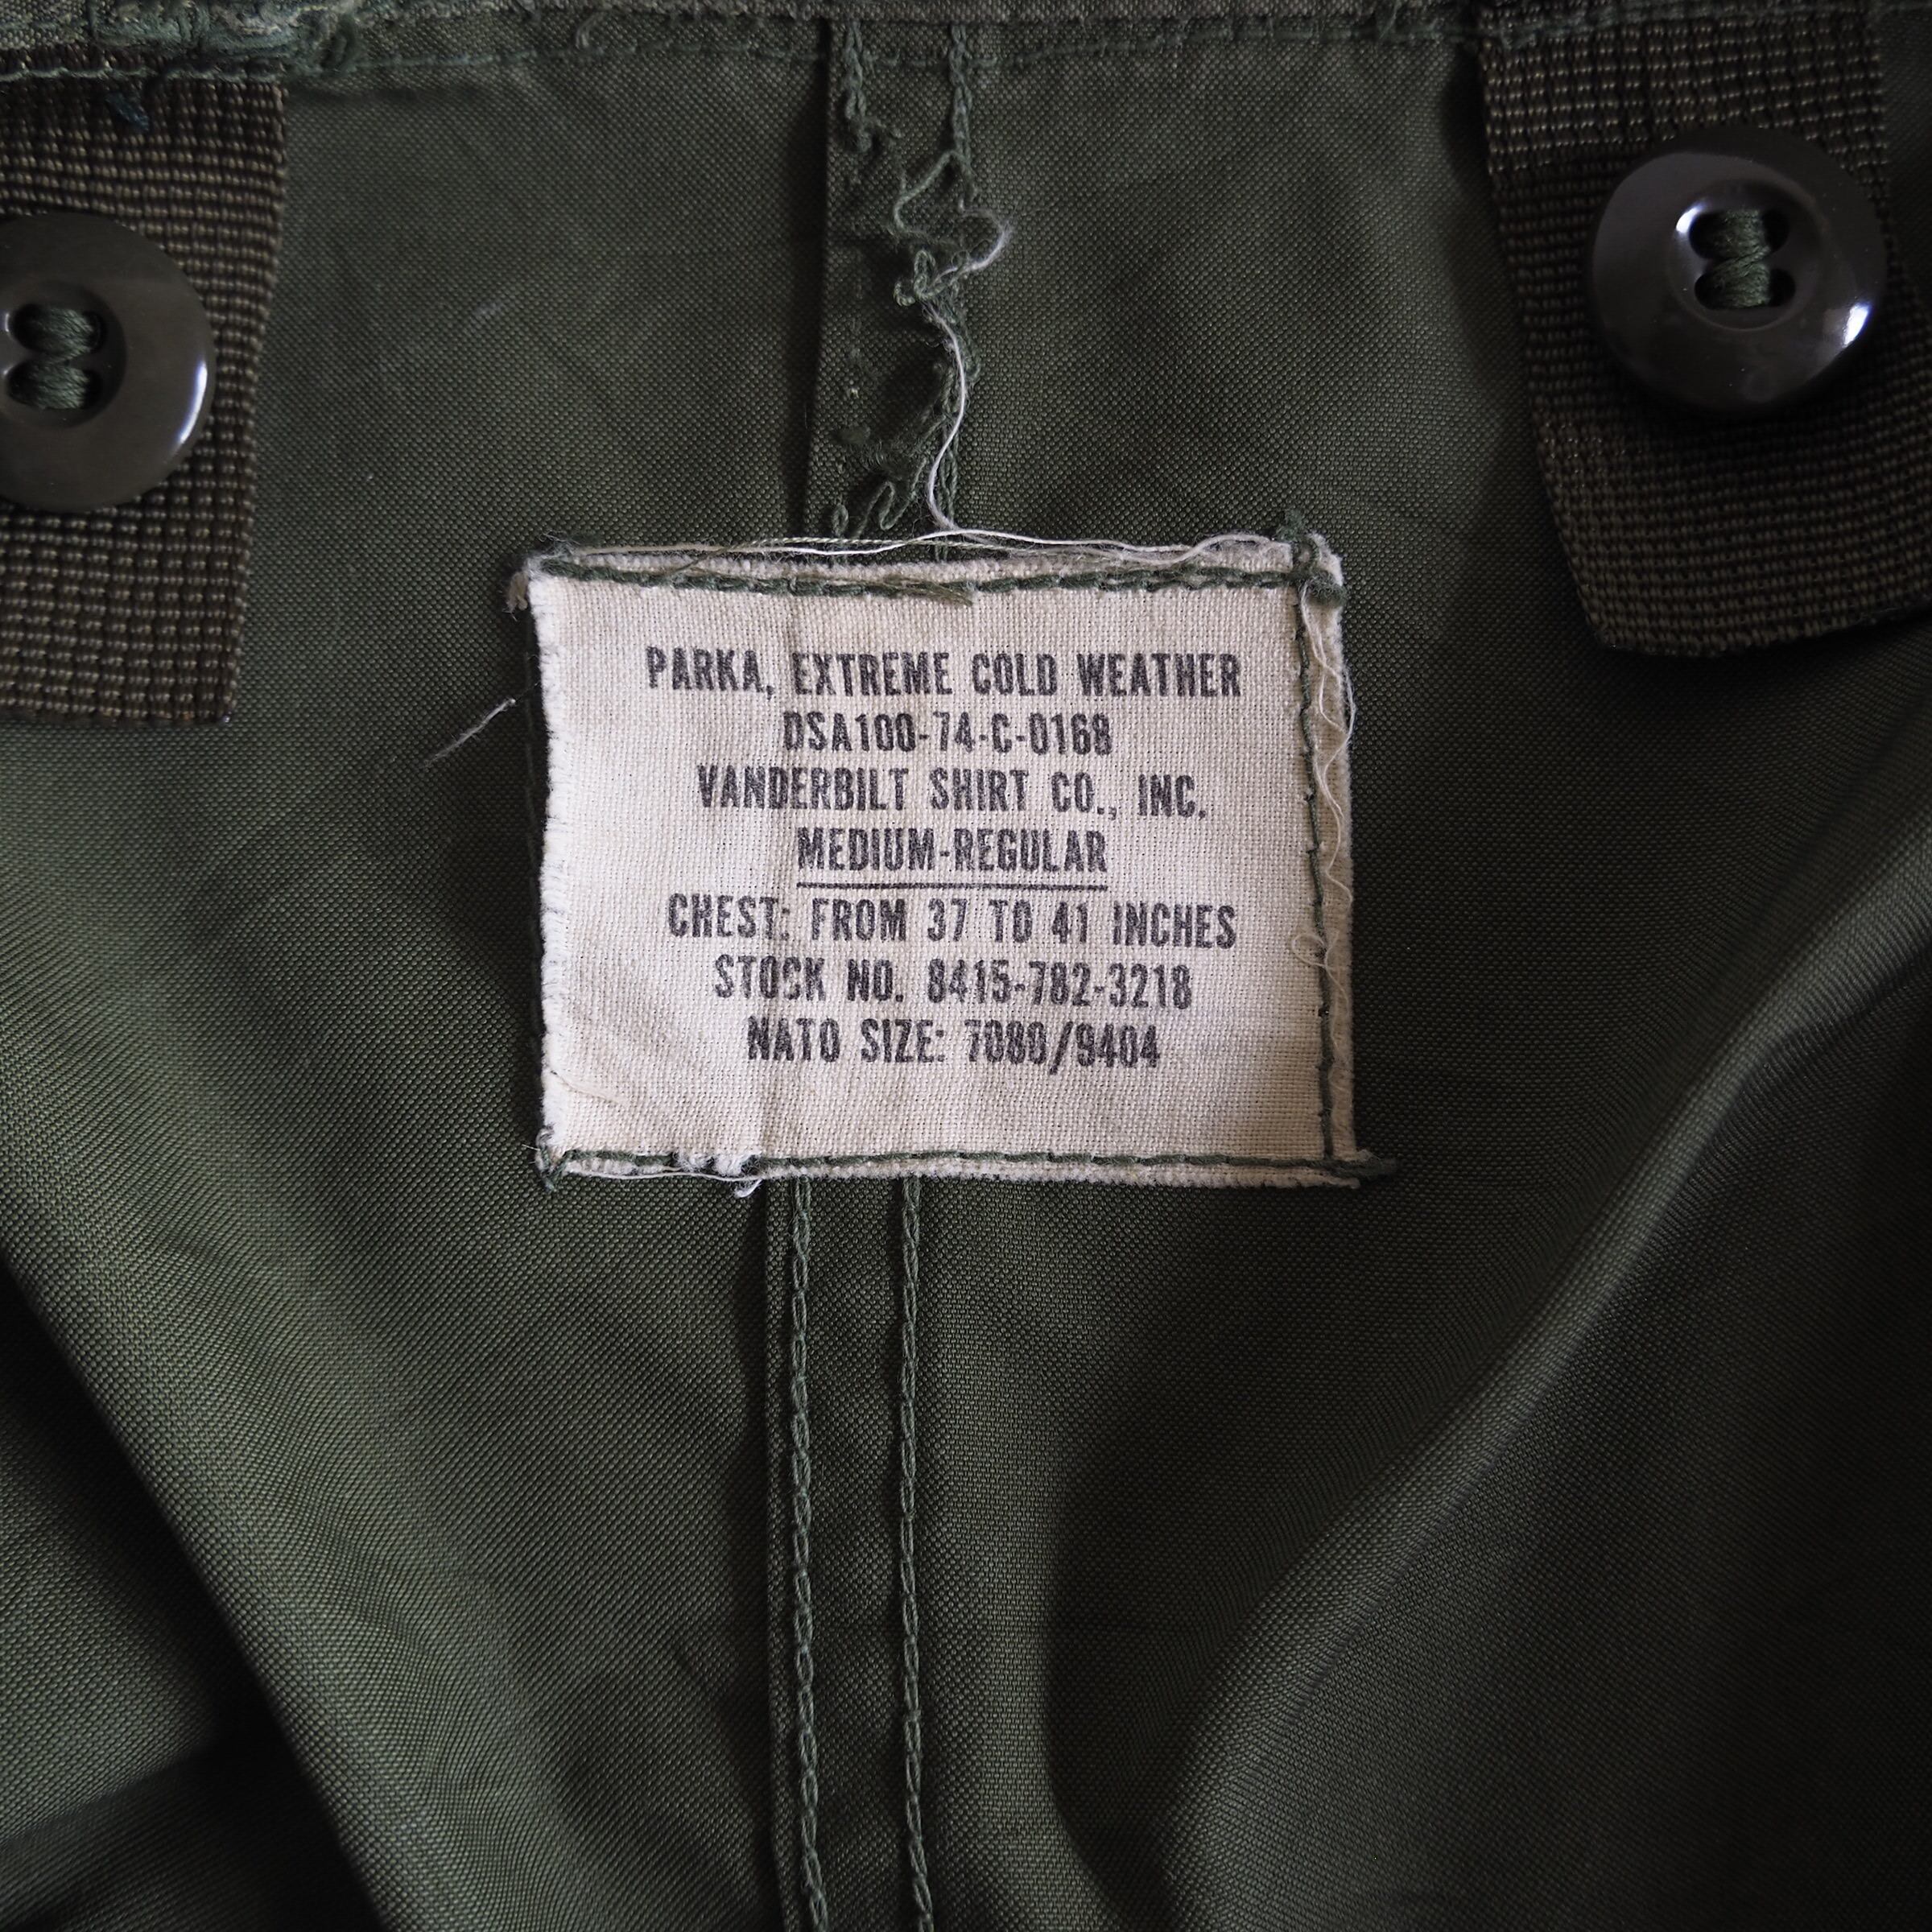 PARKA, EXTREME COLD WEATHER
DSA100-74-C-0168
VANDERBILT SHIRT CO., INC.
MEDIUM-REGULAR
CHEST: FROM 37 TO 41 INCHES
STOCK NO. 8415-782-3218
NATO SIZE: 7080/9404